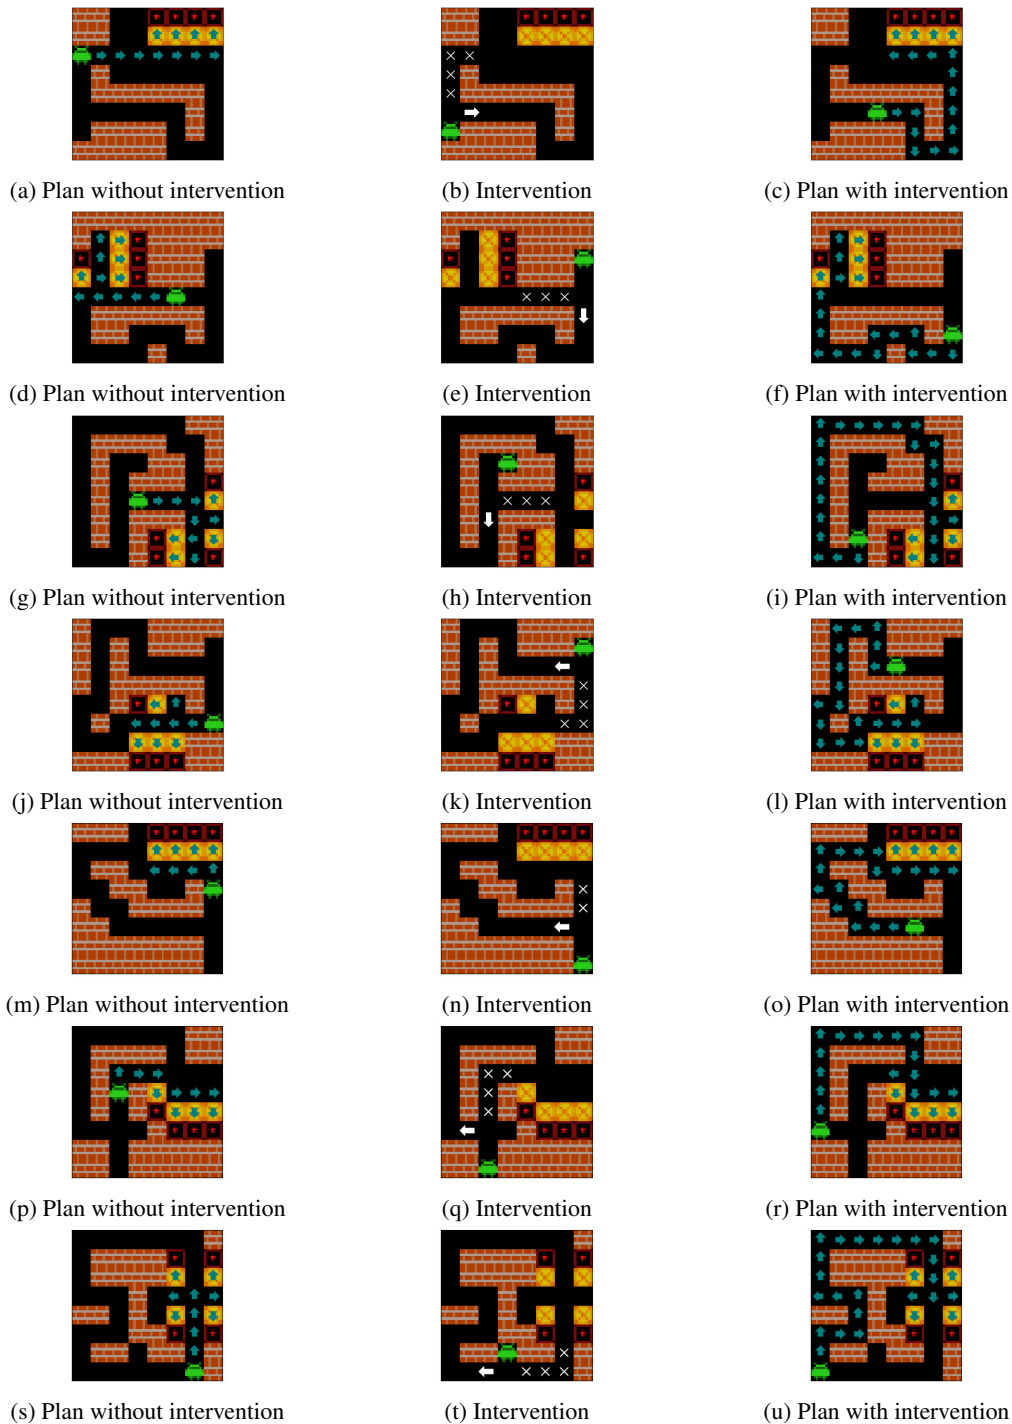 (a) Plan without intervention (b) Intervention (c) Plan with intervention
(d) Plan without intervention (e) Intervention (f) Plan with intervention
(g) Plan without intervention (h) Intervention (i) Plan with intervention
(j) Plan without intervention (k) Intervention (l) Plan with intervention
(m) Plan without intervention (n) Intervention (o) Plan with intervention
(p) Plan without intervention (q) Intervention (r) Plan with intervention
(s) Plan without intervention (t) Intervention (u) Plan with intervention